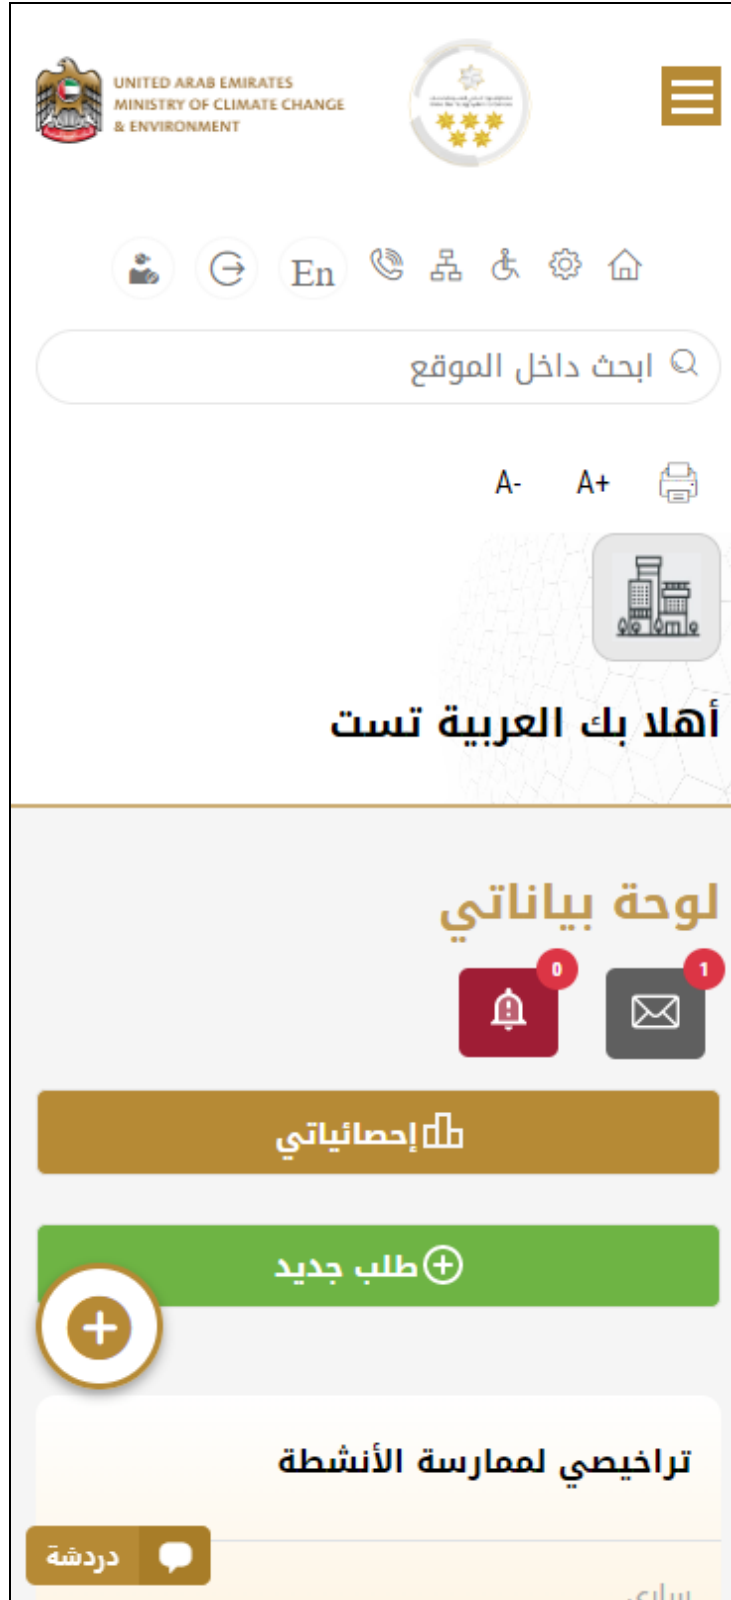 UNITED ARAB EMIRATES
MINISTRY OF CLIMATE CHANGE
& ENVIRONMENT
En
ابحث داخل الموقع
A- A+
أهلا بك العربية تست
لوحة بياناتي
0 1
إحصائياتي
طلب جديد
تراخيصي لممارسة الأنشطة
دردشة